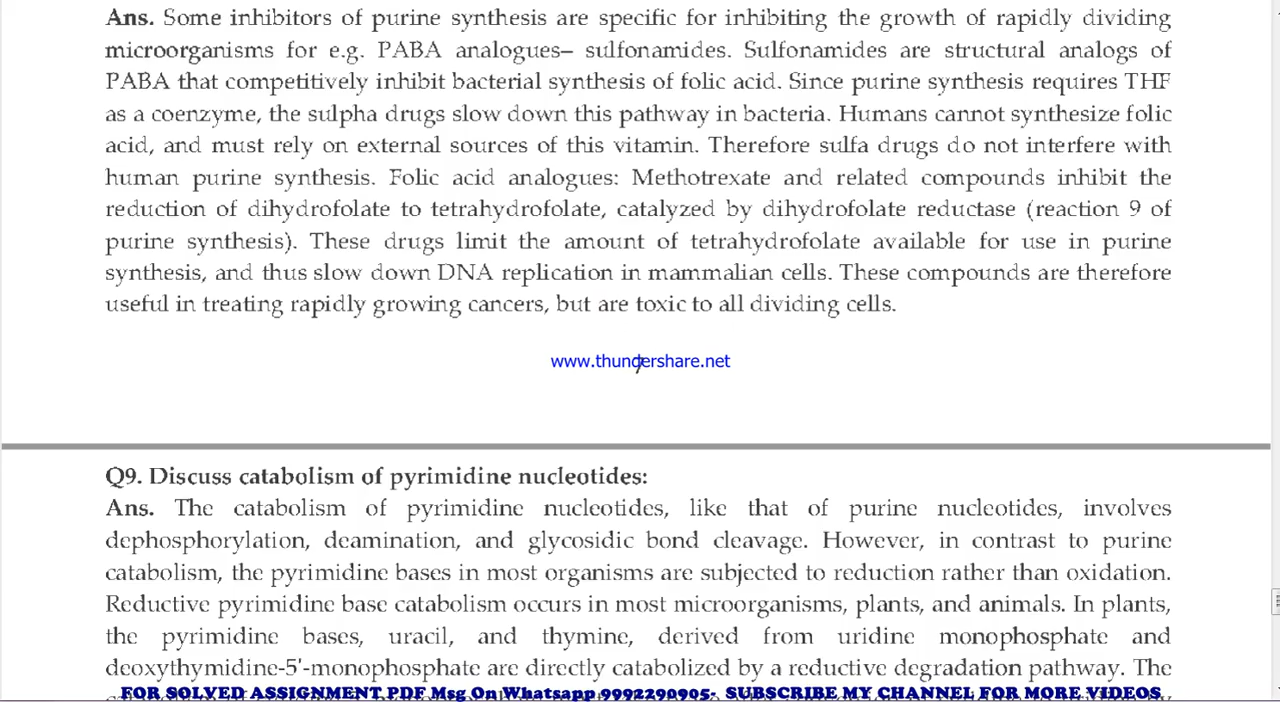 Ans. Some inhibitors of purine synthesis are specific for inhibiting the growth of rapidly dividing
microorganisms for e.g. PABA analogues– sulfonamides. Sulfonamides are structural analogs of
PABA that competitively inhibit bacterial synthesis of folic acid. Since purine synthesis requires THF
as a coenzyme, the sulpha drugs slow down this pathway in bacteria. Humans cannot synthesize folic
acid, and must rely on external sources of this vitamin. Therefore sulfa drugs do not interfere with
human purine synthesis. Folic acid analogues: Methotrexate and related compounds inhibit the
reduction of dihydrofolate to tetrahydrofolate, catalyzed by dihydrofolate reductase (reaction 9 of
purine synthesis). These drugs limit the amount of tetrahydrofolate available for use in purine
synthesis, and thus slow down DNA replication in mammalian cells. These compounds are therefore
useful in treating rapidly growing cancers, but are toxic to all dividing cells.
www.thundershare.net
Q9. Discuss catabolism of pyrimidine nucleotides:
Ans. The catabolism of pyrimidine nucleotides, like that of purine nucleotides, involves
dephosphorylation, deamination, and glycosidic bond cleavage. However, in contrast to purine
catabolism, the pyrimidine bases in most organisms are subjected to reduction rather than oxidation.
Reductive pyrimidine base catabolism occurs in most microorganisms, plants, and animals. In plants,
the pyrimidine bases, uracil, and thymine, derived from uridine monophosphate and
deoxythymidine-5'-monophosphate are directly catabolized by a reductive degradation pathway. The
FOR SOLVED ASSIGNMENT PDF Msg On Whatsapp 9992290905- SUBSCRIBE MY CHANNEL FOR MORE VIDEOS